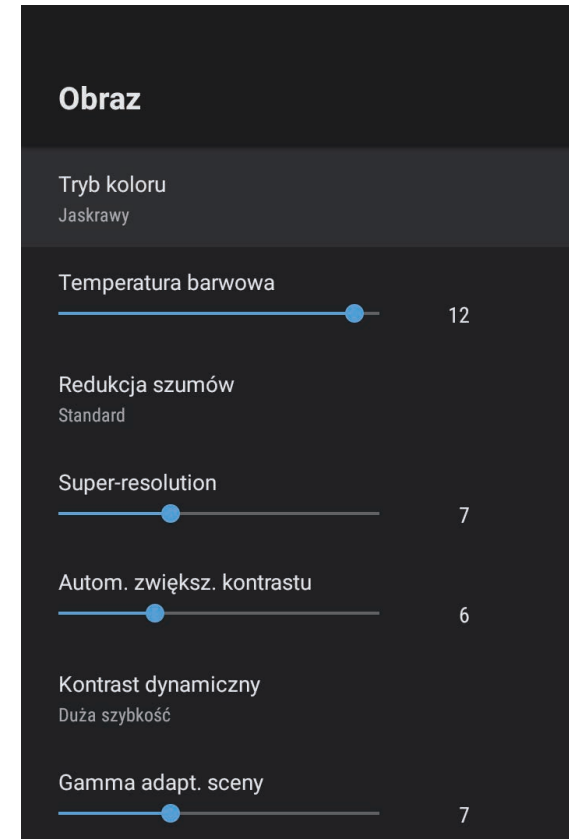 Obraz
Tryb koloru
Jaskrawy
Temperatura barwowa
12
Redukcja szumów
Standard
Super-resolution
7
Autom. zwiększ. kontrastu
6
Kontrast dynamiczny
Duża szybkość
Gamma adapt. sceny
7